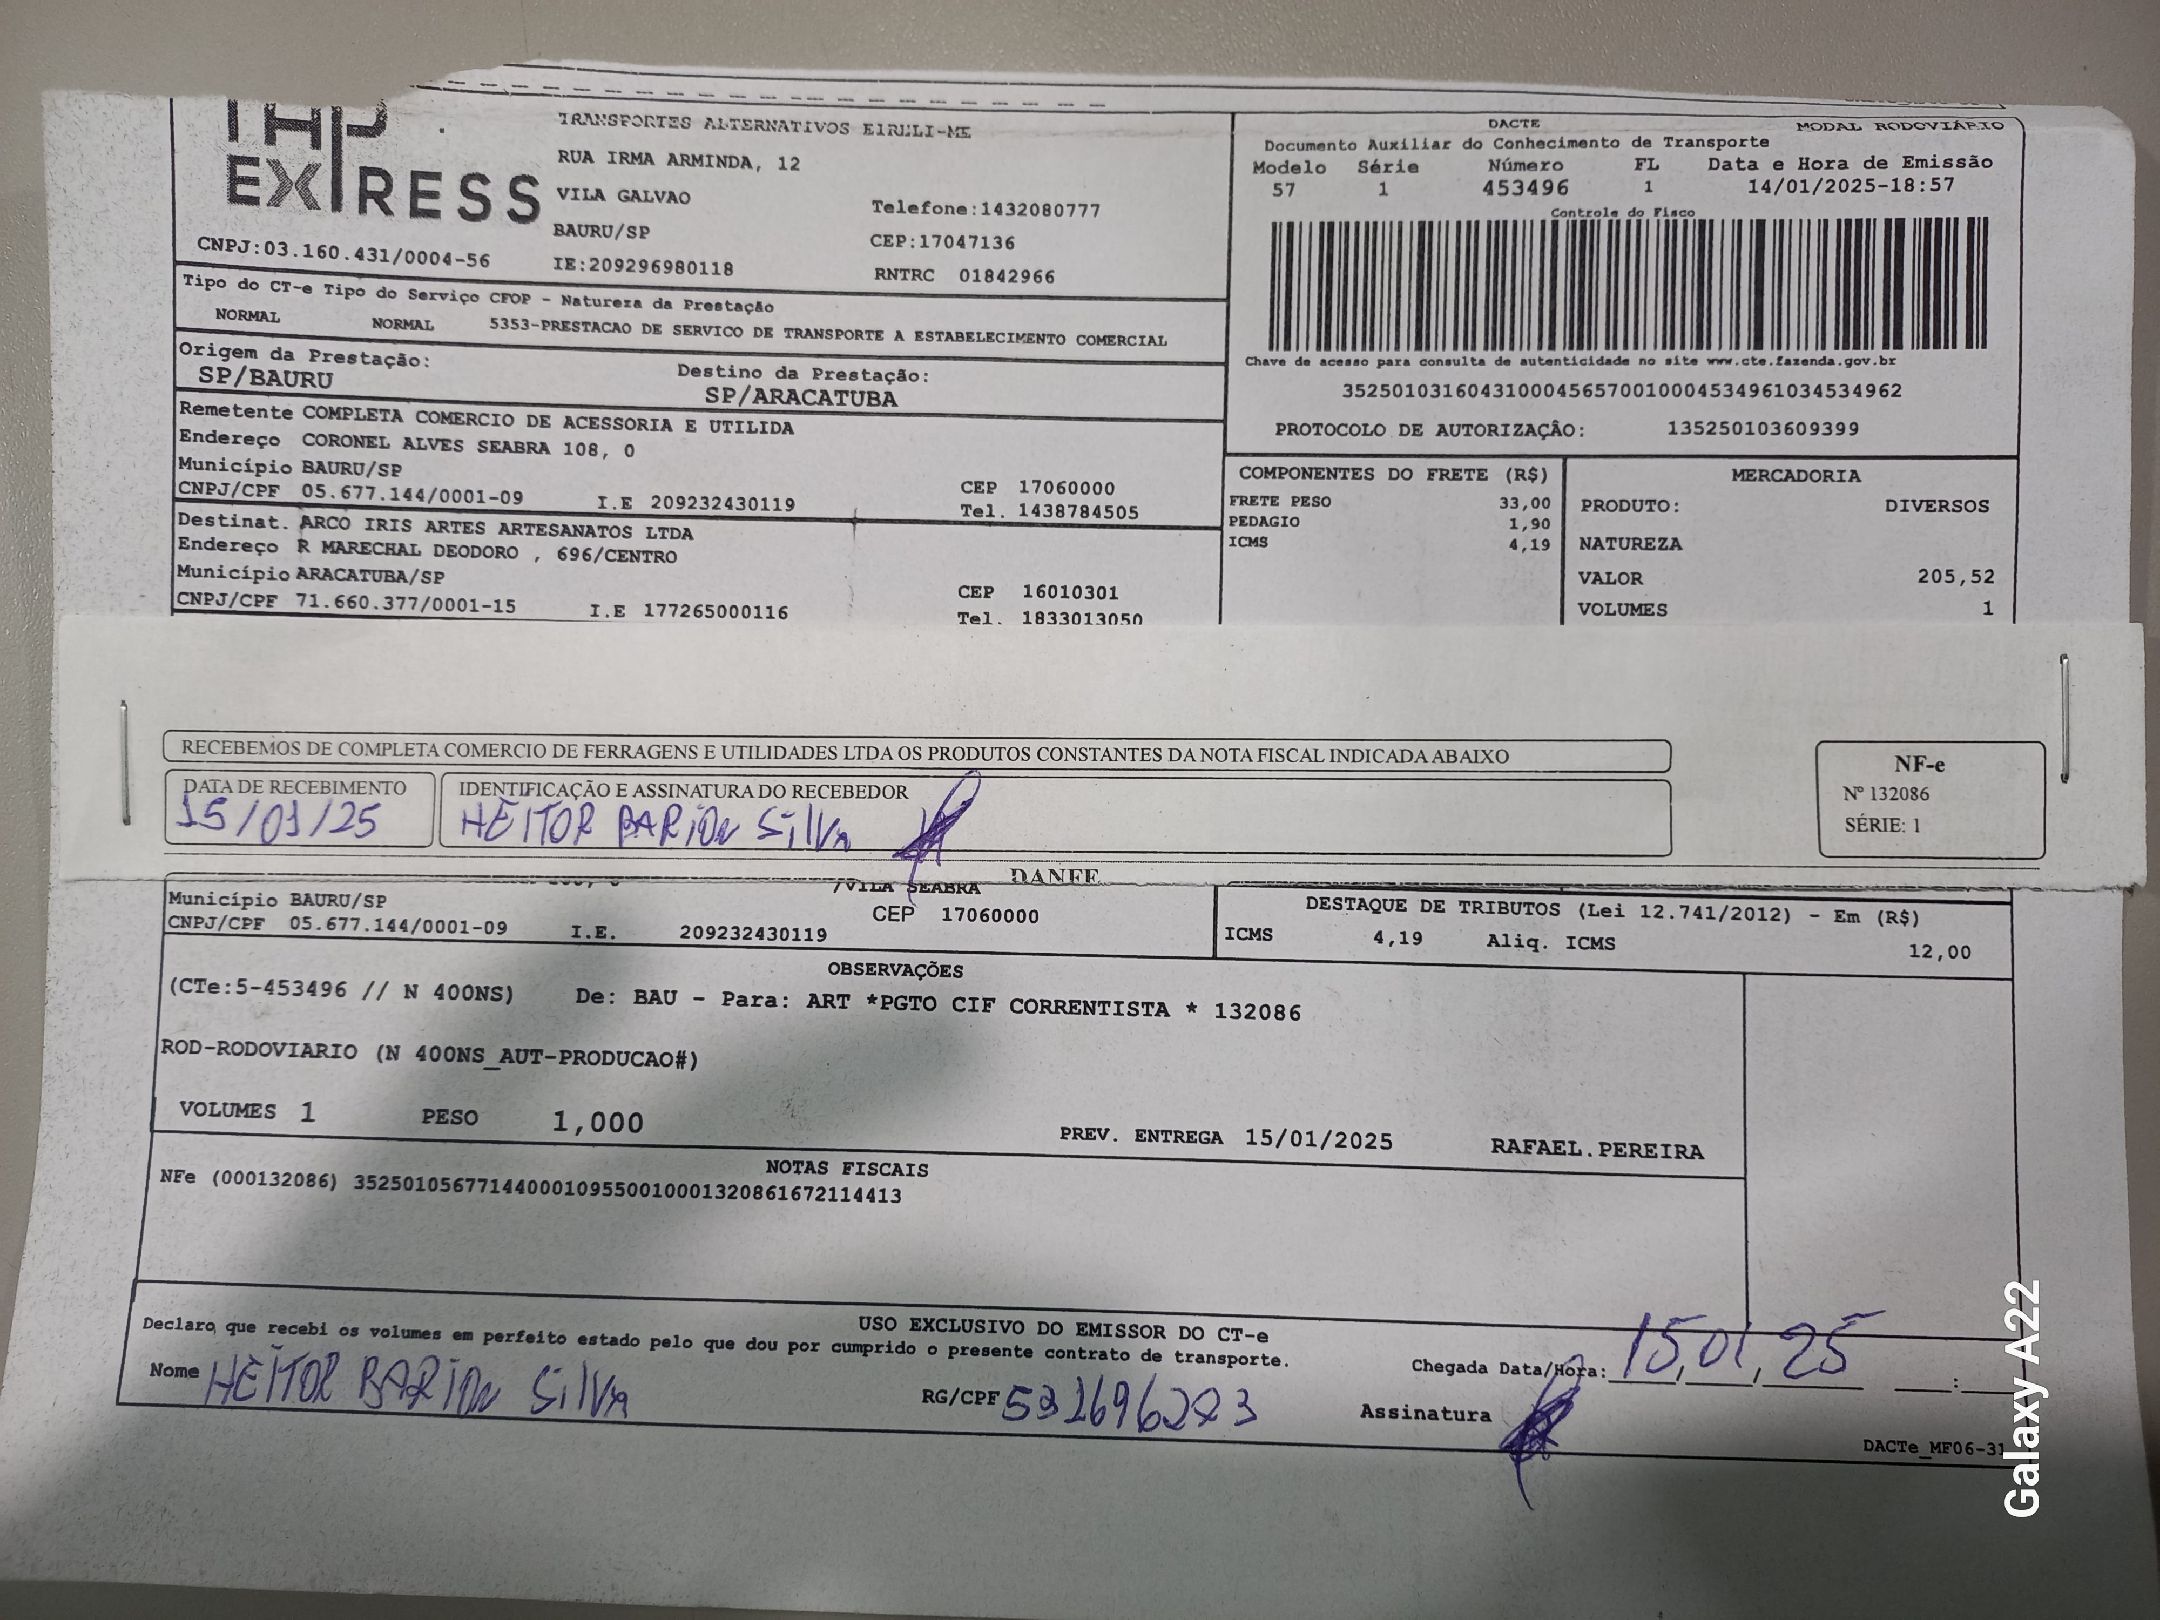 EXPRESS
TRANSPORTES ALTERNATIVOS EIRELI-ME
RUA IRMA ARMINDA, 12
VILA GALVAO
Telefone:1432080777
BAURU/SP
CEP:17047136
CNPJ:03.160.431/0004-56
IE:209296980118
RNTRC 01842966
DACTE
MODAL RODOVIÁRIO
Documento Auxiliar do Conhecimento de Transporte
Modelo Série Número FL Data e Hora de Emissão
57 1 453496 1 14/01/2025-18:57
Controle do Fisco
Chave de acesso para consulta de autenticidade no site www.cte.fazenda.gov.br
35250103160431000456570010004534961034534962
PROTOCOLO DE AUTORIZAÇÂO: 135250103609399
Tipo do CT-e Tipo do Serviço CFOP - Natureza da Prestação
NORMAL NORMAL 5353-PRESTACAO DE SERVICO DE TRANSPORTE A ESTABELECIMENTO COMERCIAL
Origem da Prestação: Destino da Prestação:
SP/BAURU SP/ARACATUBA
Remetente COMPLETA COMERCIO DE ACESSORIA E UTILIDA
Endereço CORONEL ALVES SEABRA 108, 0
Município BAURU/SP CEP 17060000
CNPJ/CPF 05.677.144/0001-09 I.E 209232430119 Tel. 1438784505
Destinat. ARCO IRIS ARTES ARTESANATOS LTDA
Endereço R MARECHAL DEODORO , 696/CENTRO
Município ARACATUBA/SP CEP 16010301
CNPJ/CPF 71.660.377/0001-15 I.E 177265000116 Tel. 1833013050
COMPONENTES DO FRETE (R$)
FRETE PESO 33,00
PEDAGIO 1,90
ICMS 4,19
MERCADORIA
PRODUTO: DIVERSOS
NATUREZA
VALOR 205,52
VOLUMES 1
RECEBEMOS DE COMPLETA COMERCIO DE FERRAGENS E UTILIDADES LTDA OS PRODUTOS CONSTANTES DA NOTA FISCAL INDICADA ABAIXO
DATA DE RECEBIMENTO
15/01/25
IDENTIFICAÇÃO E ASSINATURA DO RECEBEDOR
HEITOR BARION SilVA
NF-e
Nº 132086
SÉRIE: 1
DANFE
/VILA SEABRA
Município BAURU/SP CEP 17060000
CNPJ/CPF 05.677.144/0001-09 I.E. 209232430119
DESTAQUE DE TRIBUTOS (Lei 12.741/2012) - Em (R$)
ICMS 4,19 Aliq. ICMS 12,00
OBSERVAÇÕES
(CTe:5-453496 // N 400NS) De: BAU - Para: ART *PGTO CIF CORRENTISTA * 132086
ROD-RODOVIARIO (N 400NS_AUT-PRODUCAO#)
VOLUMES 1 PESO 1,000
PREV. ENTREGA 15/01/2025 RAFAEL.PEREIRA
NOTAS FISCAIS
NFe (000132086) 35250105677144000109550010001320861672114413
USO EXCLUSIVO DO EMISSOR DO CT-e
Declaro que recebi os volumes em perfeito estado pelo que dou por cumprido o presente contrato de transporte.
Chegada Data/Hora: 15,01,25 :
Nome HEITOR BARION SilVA
RG/CPF 531696283
Assinatura
DACTe_MF06-31
Galaxy A22